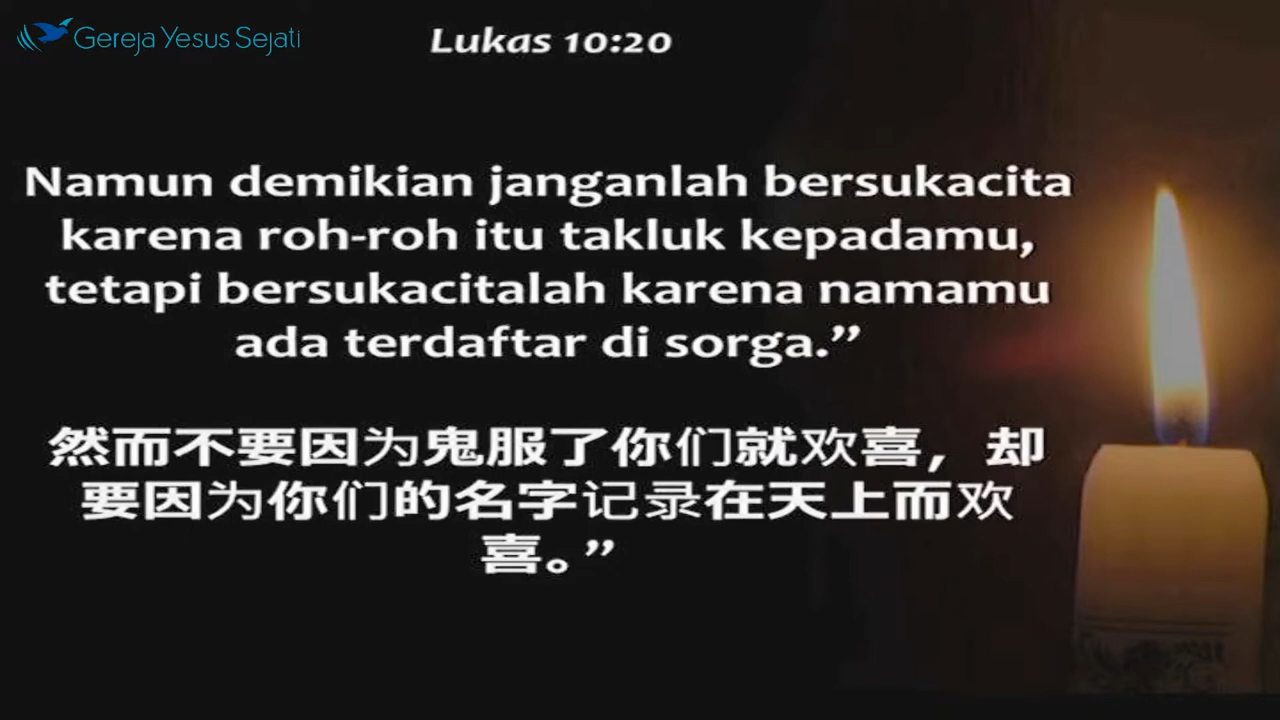 Gereja Yesus Sejati
Lukas 10:20
Namun demikian janganlah bersukacita
karena roh-roh itu takluk kepadamu,
tetapi bersukacitalah karena namamu
ada terdaftar di sorga.”
然而不要因为鬼服了你们就欢喜，却
要因为你们的名字记录在天上而欢
喜。”